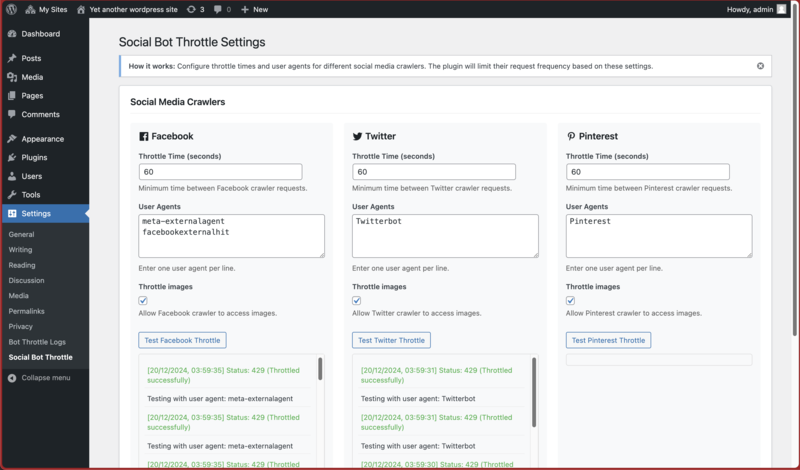 My Sites
Yet another wordpress site
3
0
New
Howdy, admin
Dashboard
Posts
Media
Pages
Comments
Appearance
Plugins
Users
Tools
Settings
General
Writing
Reading
Discussion
Media
Permalinks
Privacy
Bot Throttle Logs
Social Bot Throttle
Collapse menu
Social Bot Throttle Settings
How it works: Configure throttle times and user agents for different social media crawlers. The plugin will limit their request frequency based on these settings.
Social Media Crawlers
Facebook
Throttle Time (seconds)
60
Minimum time between Facebook crawler requests.
User Agents
meta-externalagent
facebookexternalhit
Enter one user agent per line.
Throttle images
Allow Facebook crawler to access images.
Test Facebook Throttle
[20/12/2024, 03:59:35] Status: 429 (Throttled
successfully)
Testing with user agent: meta-externalagent
[20/12/2024, 03:59:35] Status: 429 (Throttled
successfully)
Testing with user agent: meta-externalagent
[20/12/2024, 03:59:35] Status: 429 (Throttled
Twitter
Throttle Time (seconds)
60
Minimum time between Twitter crawler requests.
User Agents
Twitterbot
Enter one user agent per line.
Throttle images
Allow Twitter crawler to access images.
Test Twitter Throttle
[20/12/2024, 03:59:31] Status: 429 (Throttled
successfully)
Testing with user agent: Twitterbot
[20/12/2024, 03:59:31] Status: 429 (Throttled
successfully)
Testing with user agent: Twitterbot
[20/12/2024, 03:59:30] Status: 429 (Throttled
Pinterest
Throttle Time (seconds)
60
Minimum time between Pinterest crawler requests.
User Agents
Pinterest
Enter one user agent per line.
Throttle images
Allow Pinterest crawler to access images.
Test Pinterest Throttle